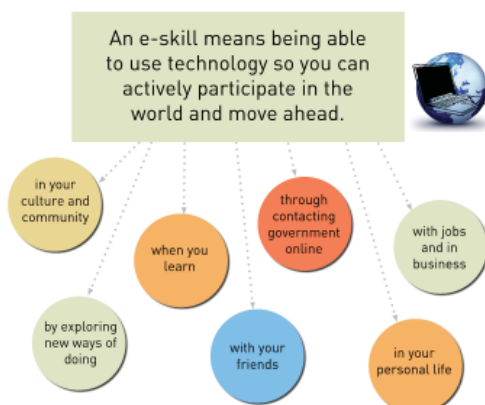 An e-skill means being able
to use technology so you can
actively participate in the
world and move ahead.
in your
culture and
community
when you
learn
through
contacting
government
online
with jobs
and in
business
by exploring
new ways of
doing
with your
friends
in your
personal life